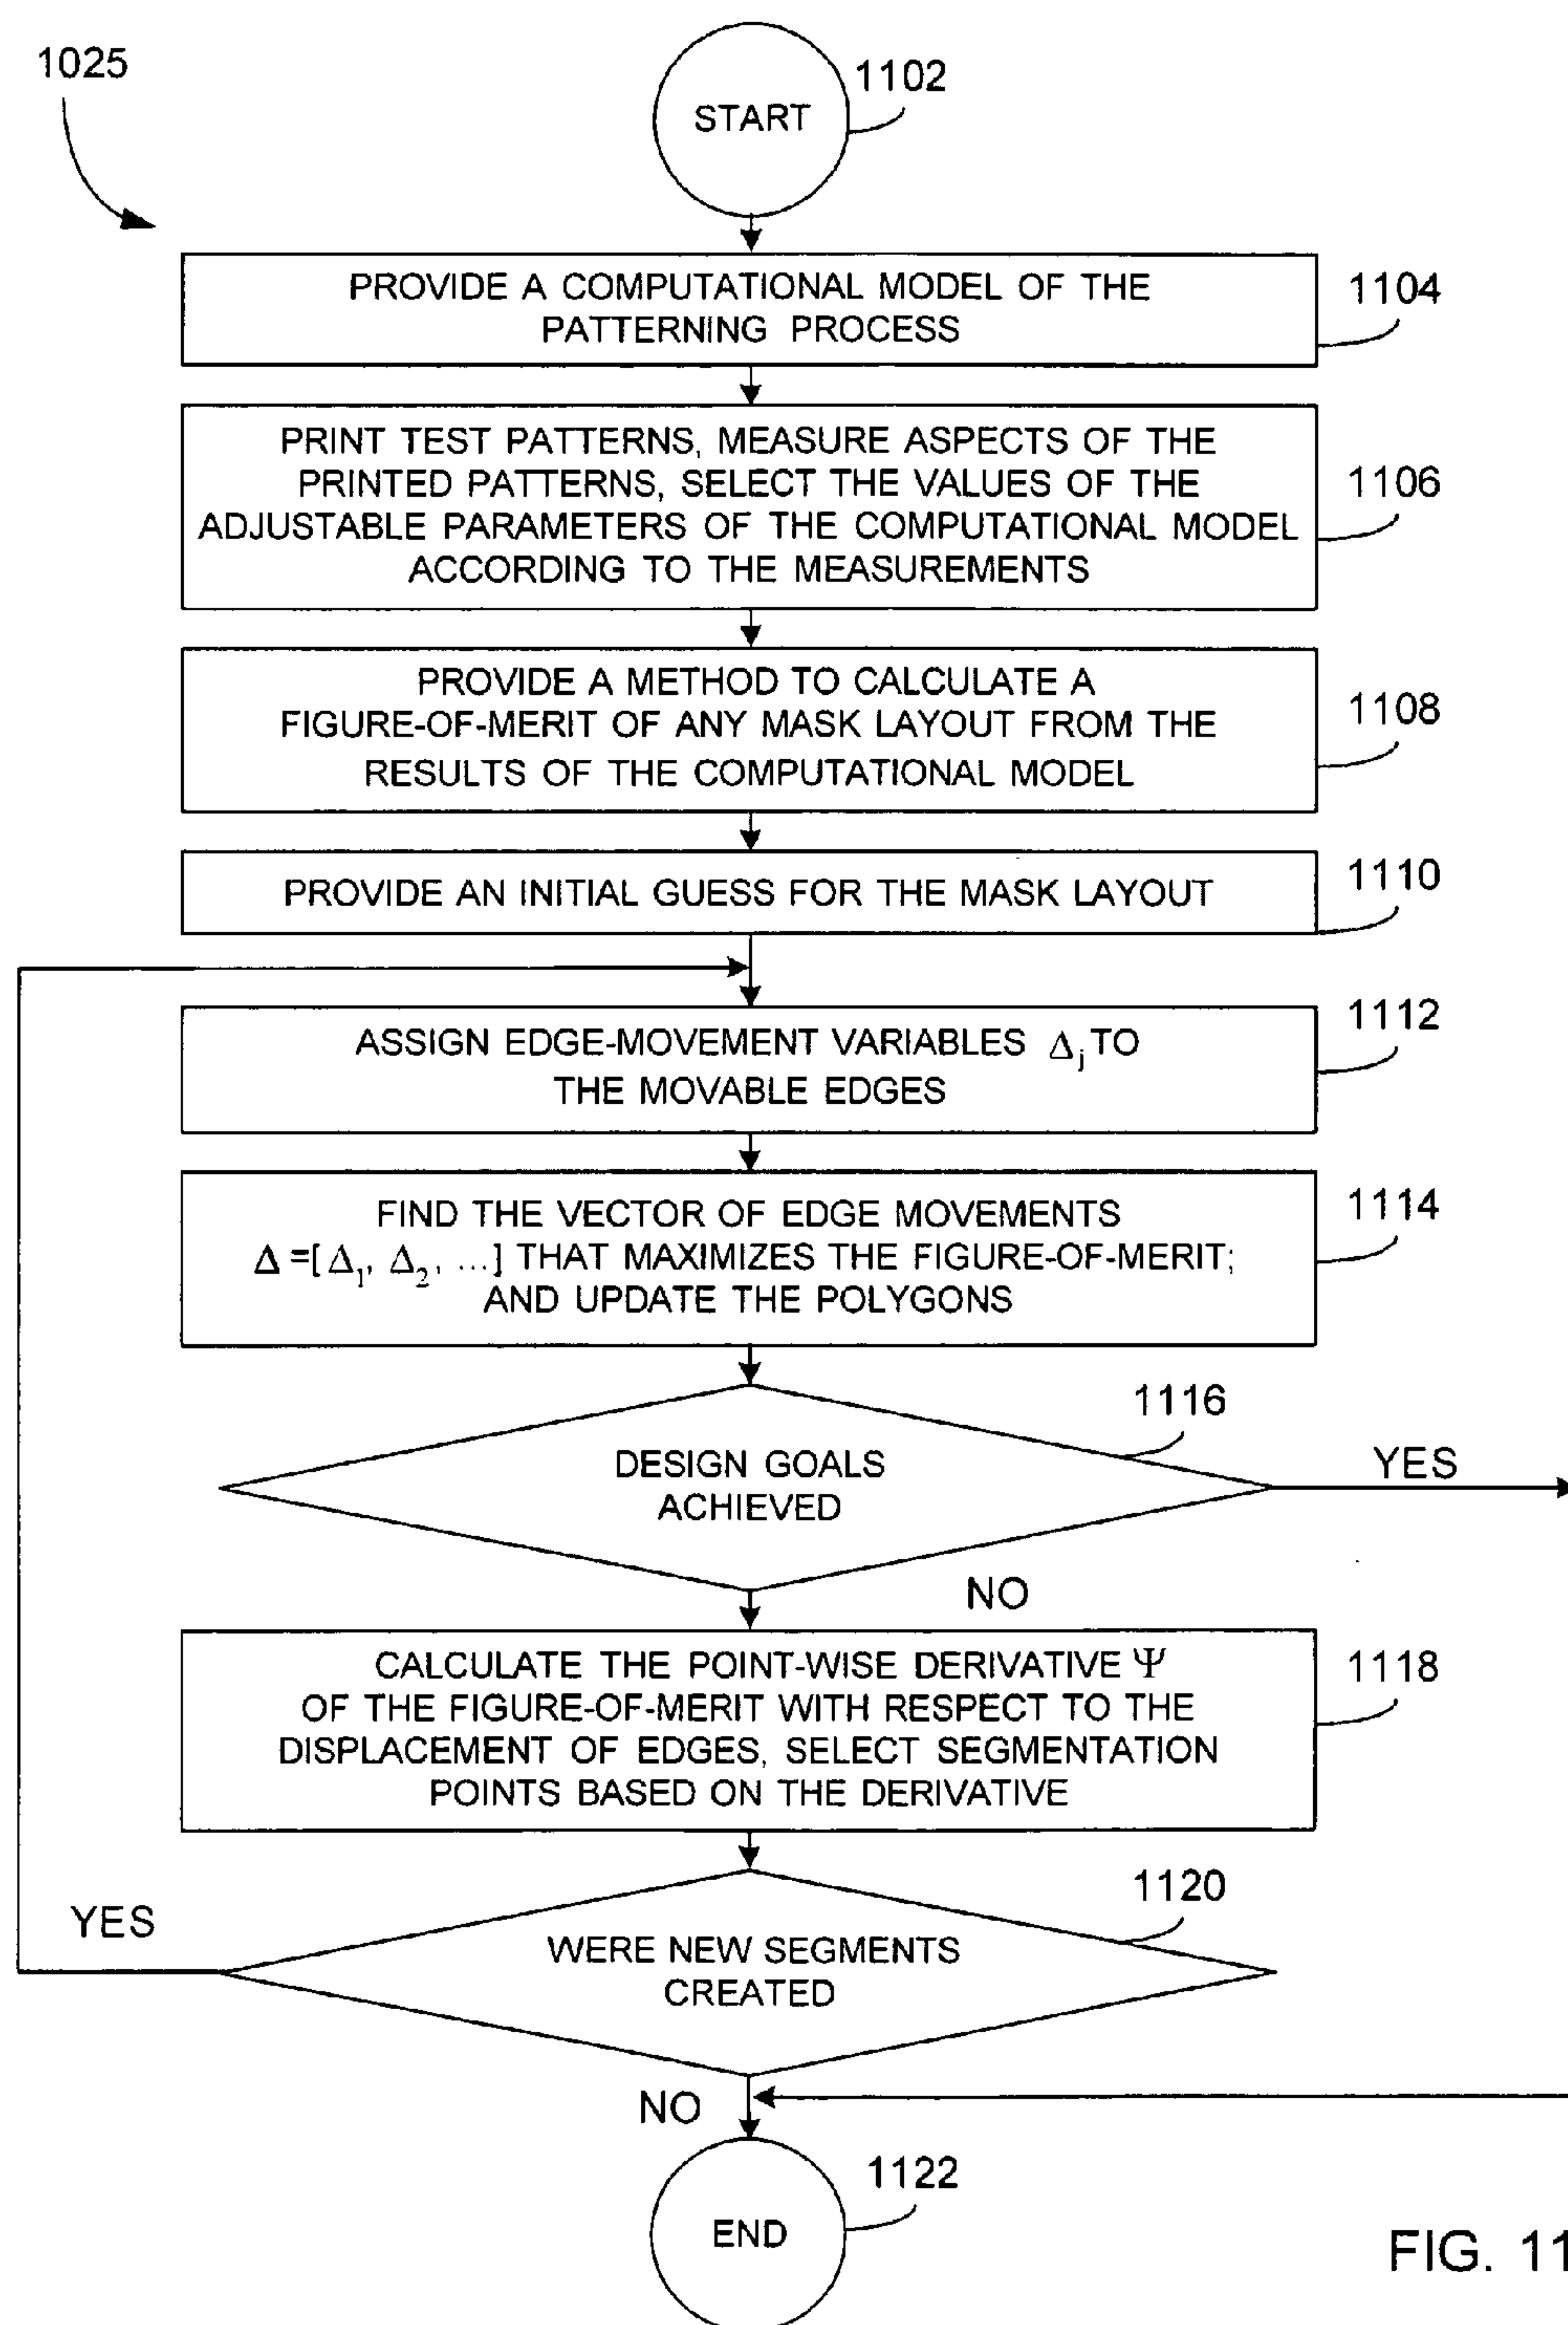 1025
START
1102
PROVIDE A COMPUTATIONAL MODEL OF THE
PATTERNING PROCESS
1104
PRINT TEST PATTERNS, MEASURE ASPECTS OF THE
PRINTED PATTERNS, SELECT THE VALUES OF THE
ADJUSTABLE PARAMETERS OF THE COMPUTATIONAL MODEL
ACCORDING TO THE MEASUREMENTS
1106
PROVIDE A METHOD TO CALCULATE A
FIGURE-OF-MERIT OF ANY MASK LAYOUT FROM THE
RESULTS OF THE COMPUTATIONAL MODEL
1108
PROVIDE AN INITIAL GUESS FOR THE MASK LAYOUT
1110
ASSIGN EDGE-MOVEMENT VARIABLES Δj TO
THE MOVABLE EDGES
1112
FIND THE VECTOR OF EDGE MOVEMENTS
Δ =[ Δ1, Δ2, ...] THAT MAXIMIZES THE FIGURE-OF-MERIT;
AND UPDATE THE POLYGONS
1114
DESIGN GOALS
ACHIEVED
1116
YES
NO
CALCULATE THE POINT-WISE DERIVATIVE Ψ
OF THE FIGURE-OF-MERIT WITH RESPECT TO THE
DISPLACEMENT OF EDGES, SELECT SEGMENTATION
POINTS BASED ON THE DERIVATIVE
1118
YES
WERE NEW SEGMENTS
CREATED
1120
NO
END
1122
FIG. 11